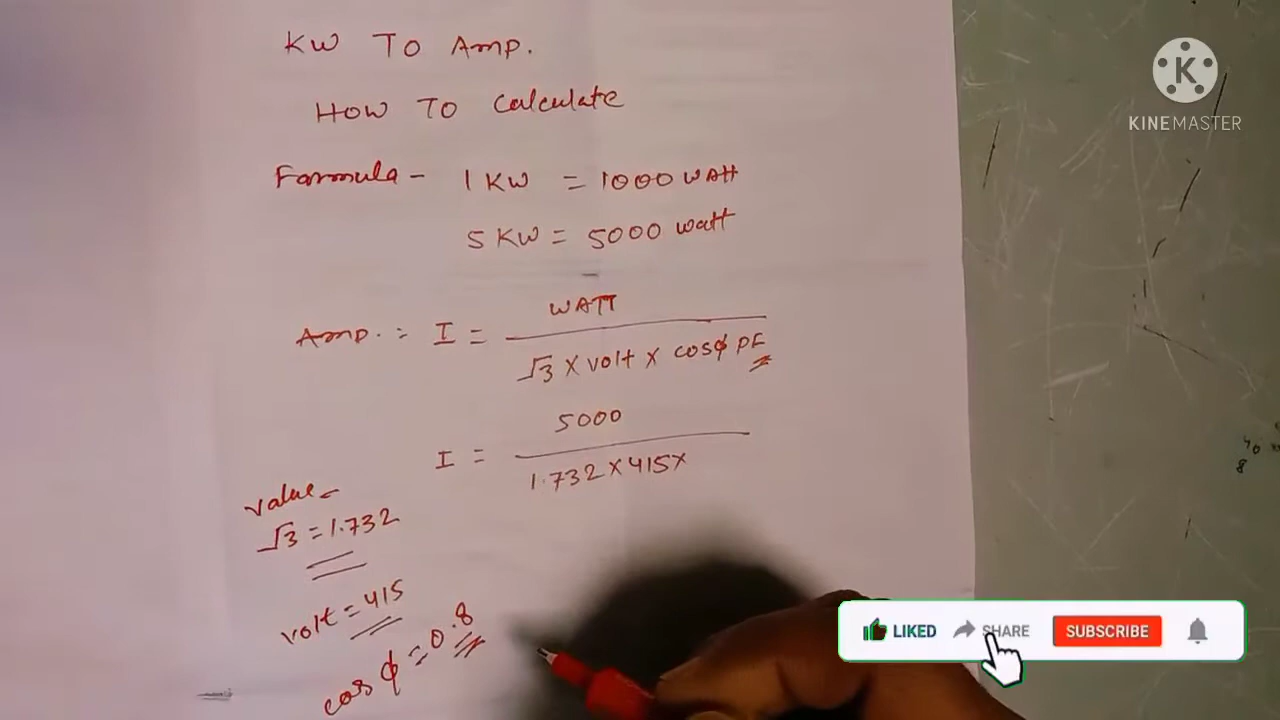 KW TO Amp.
HOW TO Calculate
Formula - 1 KW = 1000 WATT
5 KW = 5000 watt
Amp. = I = WATT
√3 X volt X cosφ PF
I = 5000
1.732 X 415X
value -
√3 = 1.732
volt = 415
cos φ = 0.8
K
KINEMASTER
LIKED SHARE SUBSCRIBE